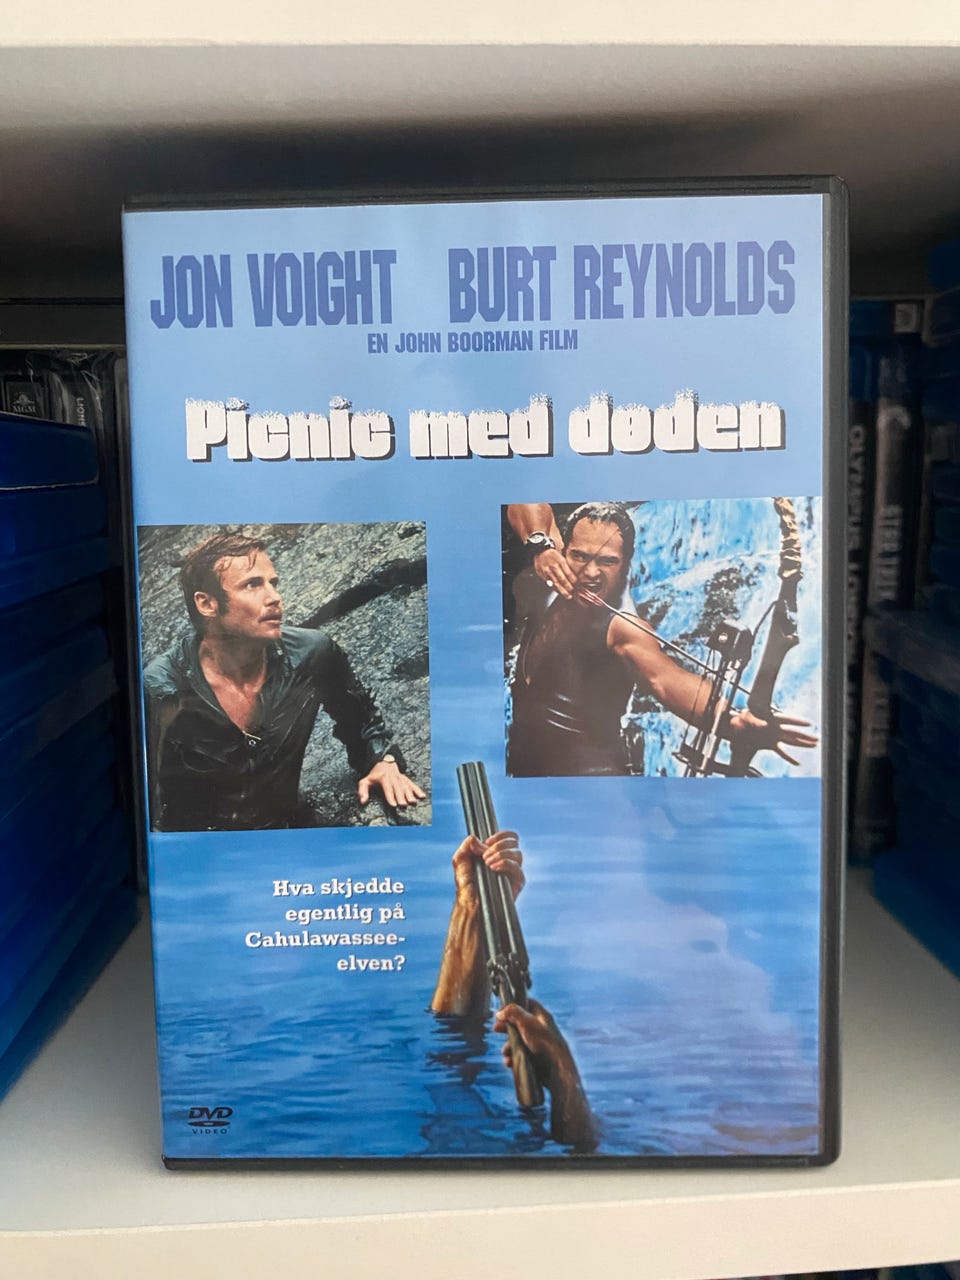 JON VOIGHT BURT REYNOLDS
EN JOHN BOORMAN FILM
Picnic med døden
Hva skjedde
egentlig på
Cahulawassee-
elven?
DVD
VIDEO
MGM